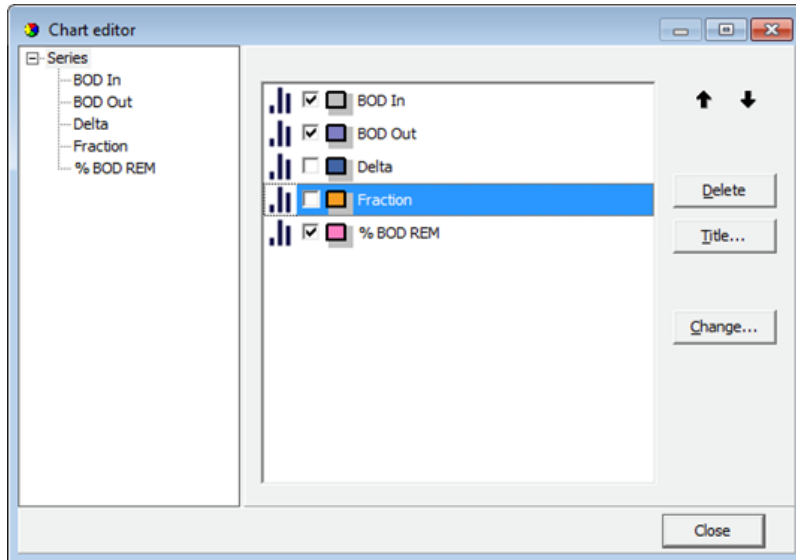 Chart editor
Series
BOD In
BOD Out
Delta
Fraction
% BOD REM
BOD In
BOD Out
Delta
Fraction
% BOD REM
Delete
Title...
Change...
Close